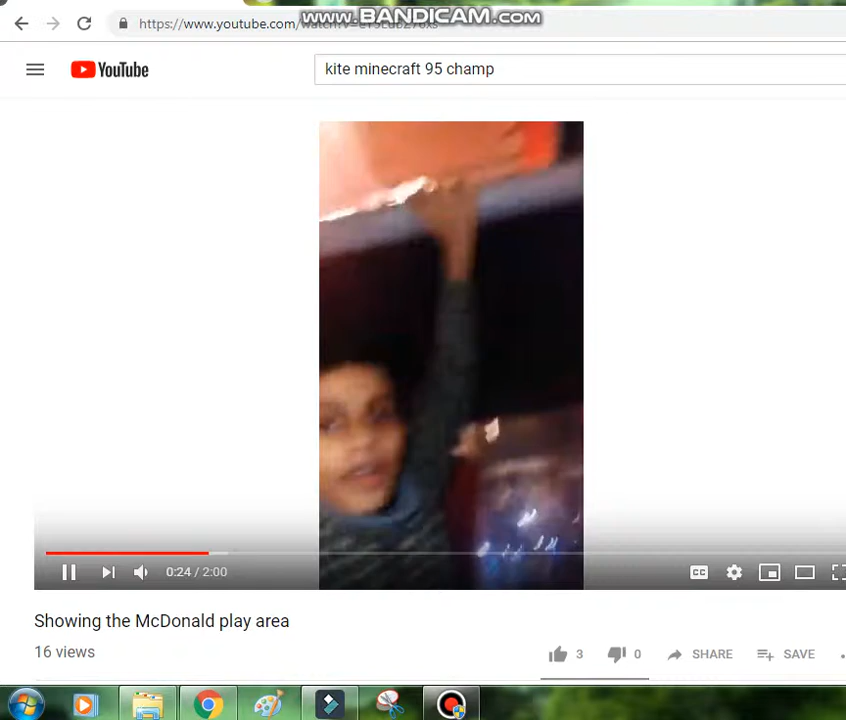 www.BANDICAM.com
https://www.youtube.com/
YouTube
kite minecraft 95 champ
0:24 / 2:00
CC
Showing the McDonald play area
16 views
3
0
SHARE
SAVE